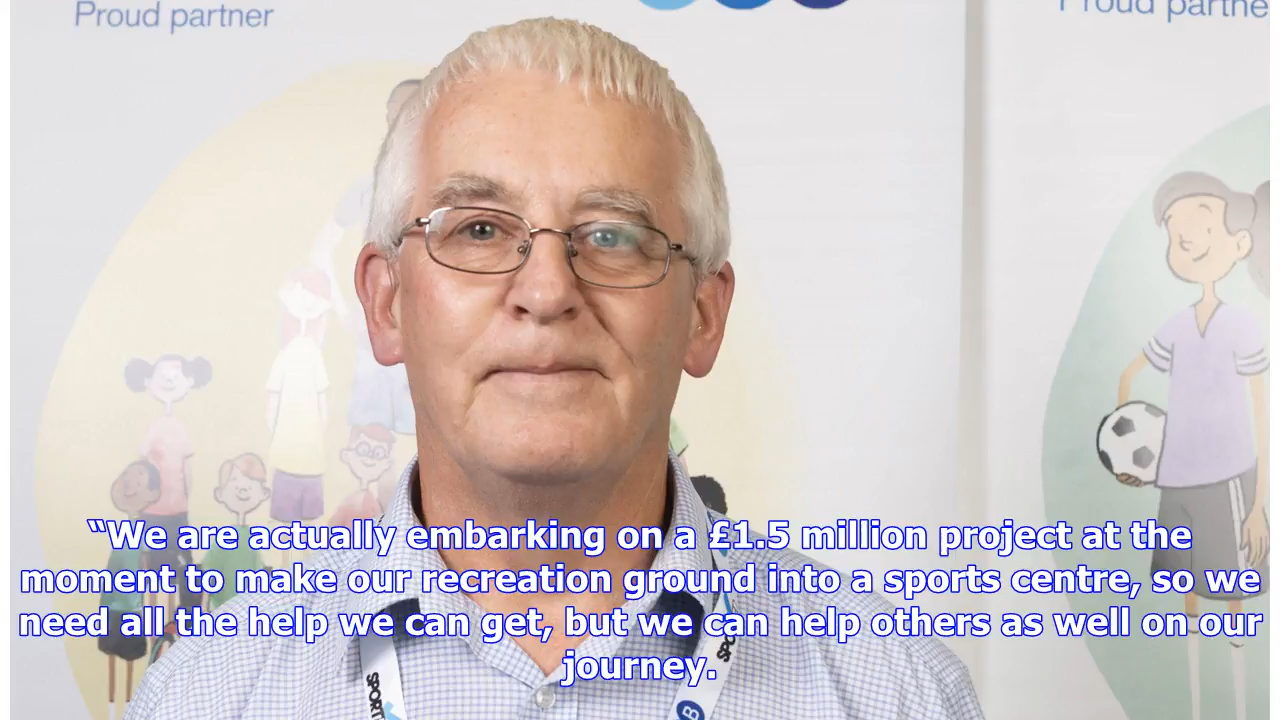 Proud partner
Proud partne
“We are actually embarking on a £1.5 million project at the
moment to make our recreation ground into a sports centre, so we
need all the help we can get, but we can help others as well on our
journey.
SPORT
SPO
B